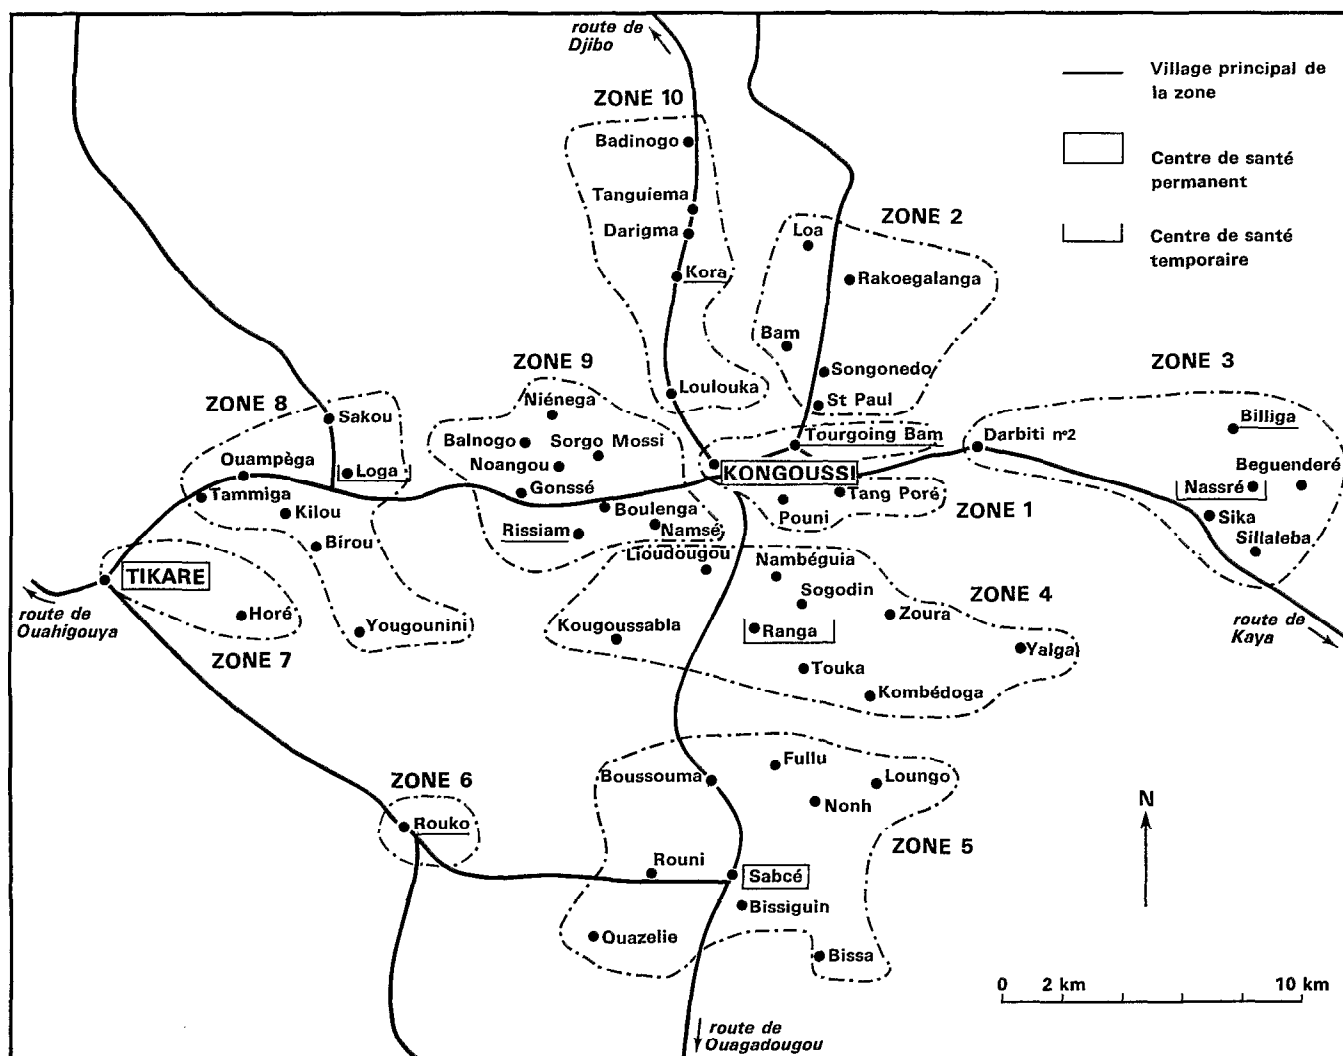 route de
Djibo
Village principal de
la zone
ZONE 10
Badinogo
Centre de santé
permanent
Tanguiema
ZONE 2
Darigma
Loa
Centre de santé
temporaire
Kora
Rakoegalanga
Bam
ZONE 9
ZONE 3
Songonedo
Loulouka
Niénega
St Paul
ZONE 8
Sakou
Billiga
Balnogo
Sorgo Mossi
Tourgoing Bam
Darbiti n°2
Ouampèga
Noangou
KONGOUSSI
Beguenderé
Loga
Gonssé
Tang Poré
Nassré
Tammiga
Kilou
Boulenga
Pouni
ZONE 1
Sika
Rissiam
Namsé
Sillaleba
Birou
Lioudougou
Nambéguia
TIKARE
Sogodin
ZONE 4
route de
Ouahigouya
Horé
Zoura
route de
Kaya
Yougounini
Kougoussabla
Ranga
Yalga
ZONE 7
Touka
Kombédoga
Fullu
ZONE 6
Boussouma
Loungo
Nonh
N
Rouko
ZONE 5
Rouni
Sabcé
Bissiguin
Ouazelie
Bissa
0 2 km 10 km
route de
Ouagadougou